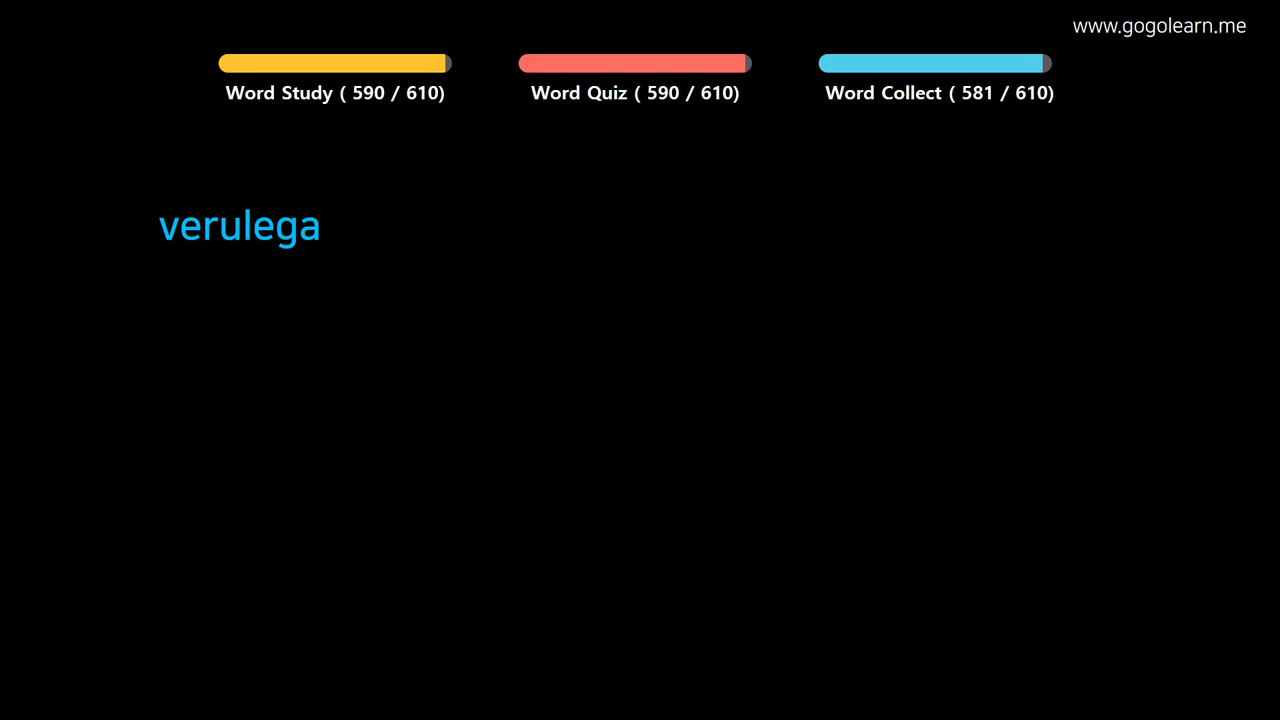 www.gogolearn.me
Word Study ( 590 / 610)
Word Quiz ( 590 / 610)
Word Collect ( 581 / 610)
verulega